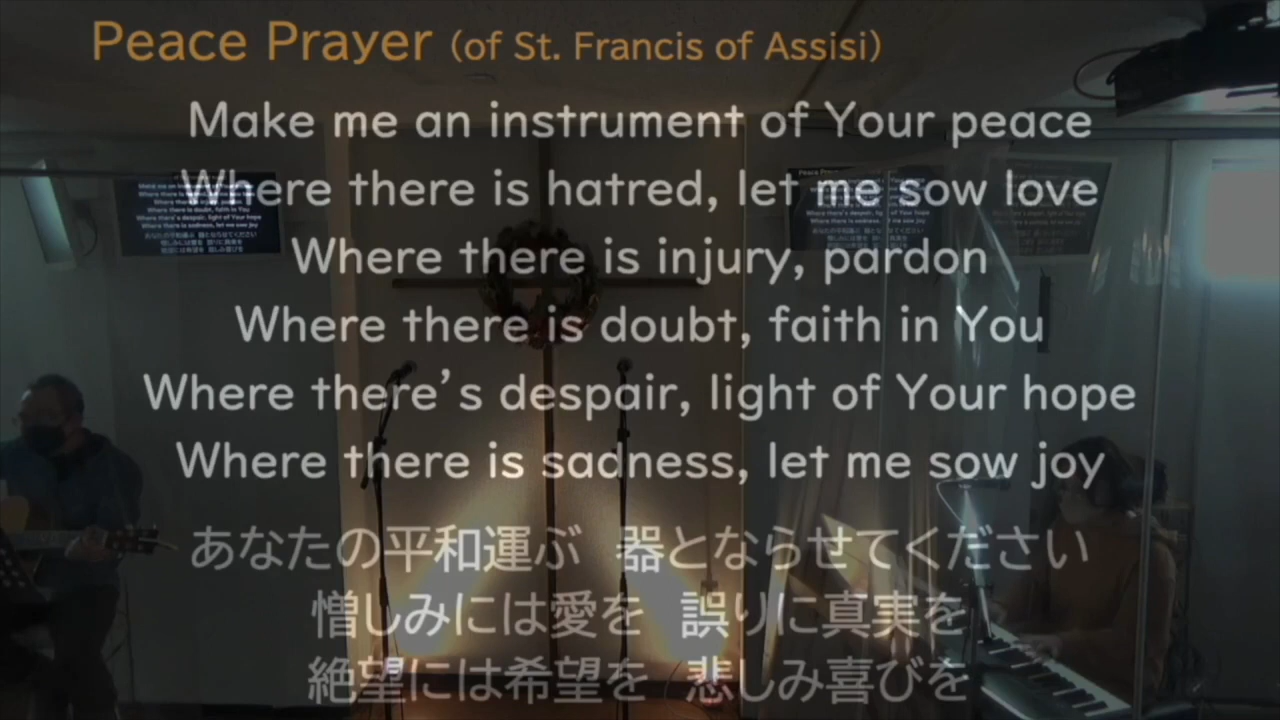 Peace Prayer (of St. Francis of Assisi)
Make me an instrument of Your peace
Where there is hatred, let me sow love
Where there is injury, pardon
Where there is doubt, faith in You
Where there's despair, light of Your hope
Where there is sadness, let me sow joy
あなたの平和運ぶ 器とならせてください
憎しみには愛を 誤りに真実を
絶望には希望を 悲しみ喜びを